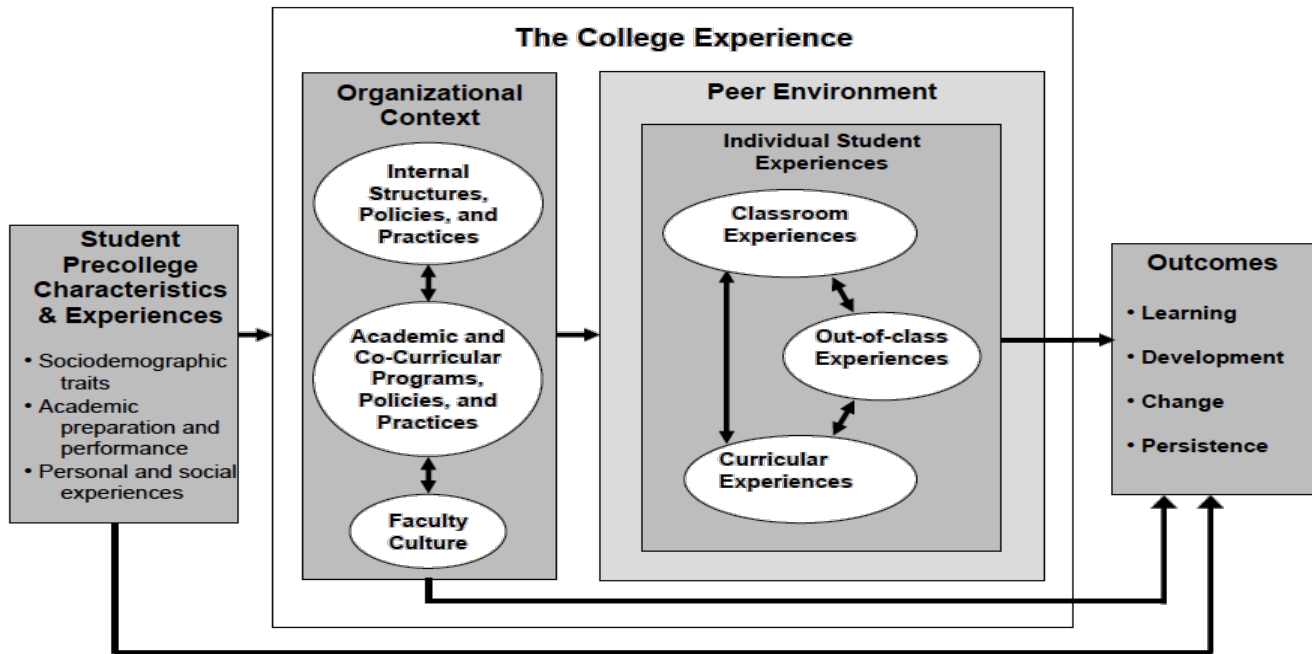 The College Experience
Student
Precollege
Characteristics
& Experiences
• Sociodemographic
traits
• Academic
preparation and
performance
• Personal and social
experiences
Organizational
Context
Internal
Structures,
Policies, and
Practices
Academic and
Co-Curricular
Programs,
Policies, and
Practices
Faculty
Culture
Peer Environment
Individual Student
Experiences
Classroom
Experiences
Out-of-class
Experiences
Curricular
Experiences
Outcomes
• Learning
• Development
• Change
• Persistence